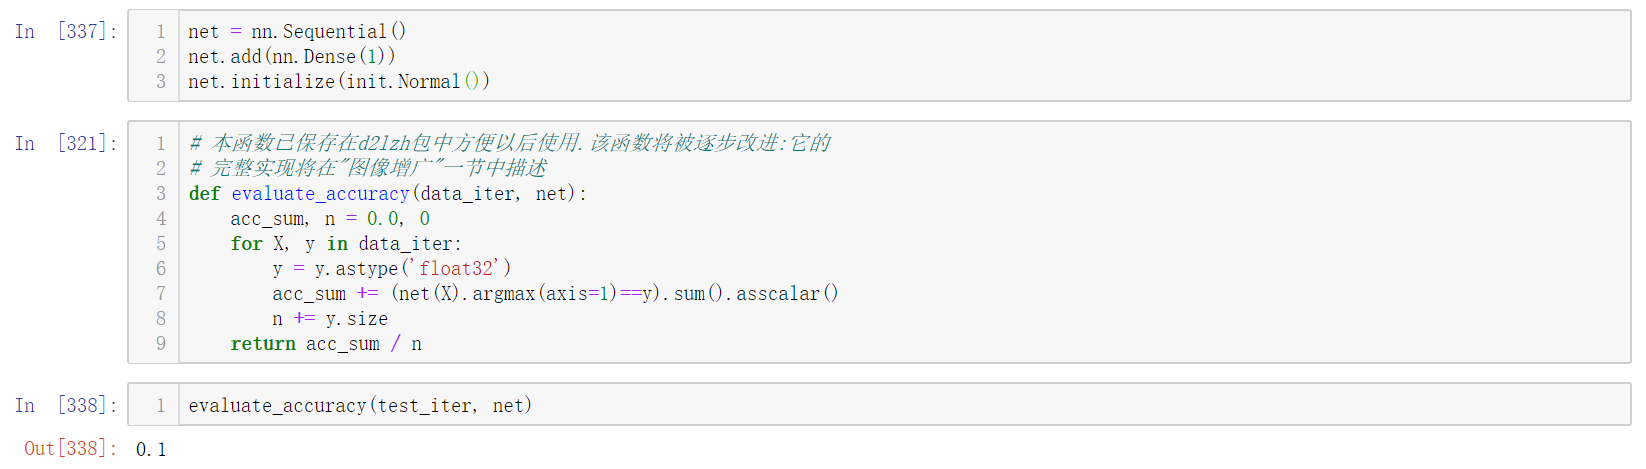 In [337]:
1 net = nn.Sequential()
2 net.add(nn.Dense(1))
3 net.initialize(init.Normal())
In [321]:
1 # 本函数已保存在d2lzh包中方便以后使用.该函数将被逐步改进:它的
2 # 完整实现将在"图像增广"一节中描述
3 def evaluate_accuracy(data_iter, net):
4     acc_sum, n = 0.0, 0
5     for X, y in data_iter:
6         y = y.astype('float32')
7         acc_sum += (net(X).argmax(axis=1)==y).sum().asscalar()
8         n += y.size
9     return acc_sum / n
In [338]:
1 evaluate_accuracy(test_iter, net)
Out[338]: 0.1